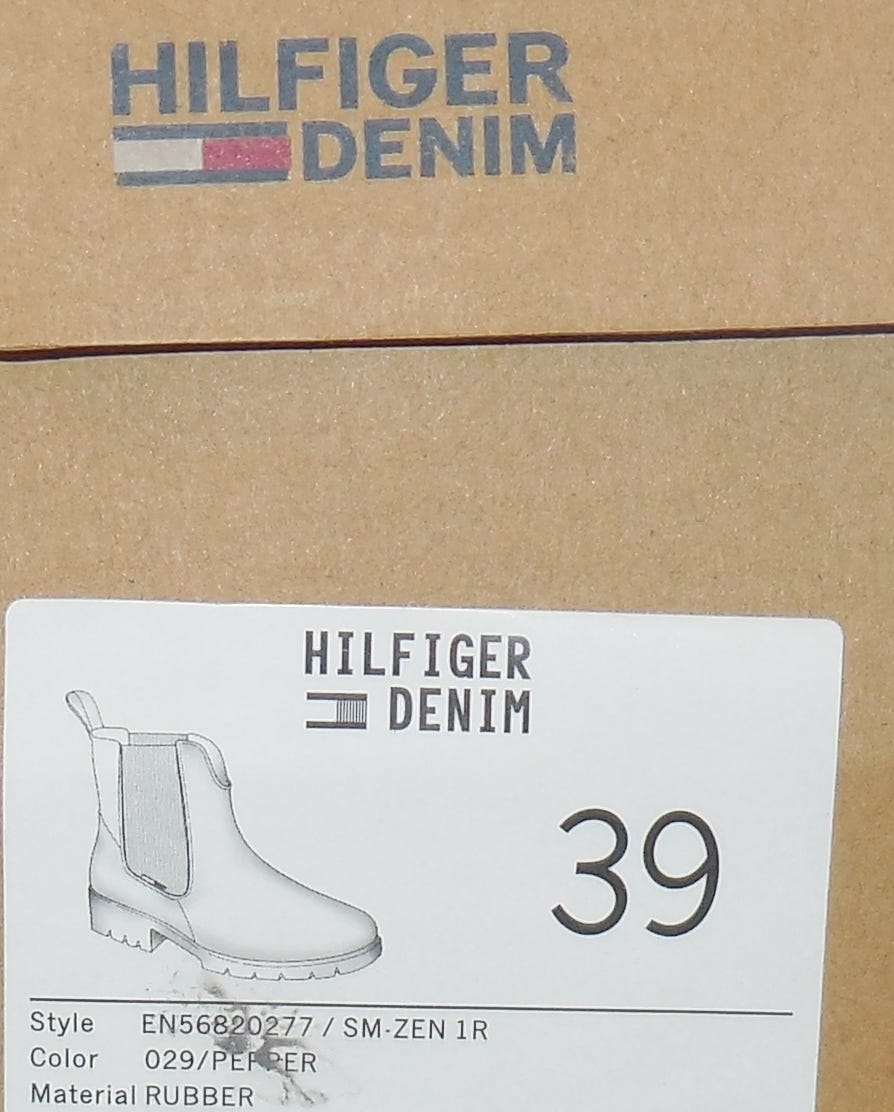 HILFIGER
DENIM
HILFIGER
DENIM
39
Style EN56820277 / SM-ZEN 1R
Color 029/PEPPER
Material RUBBER